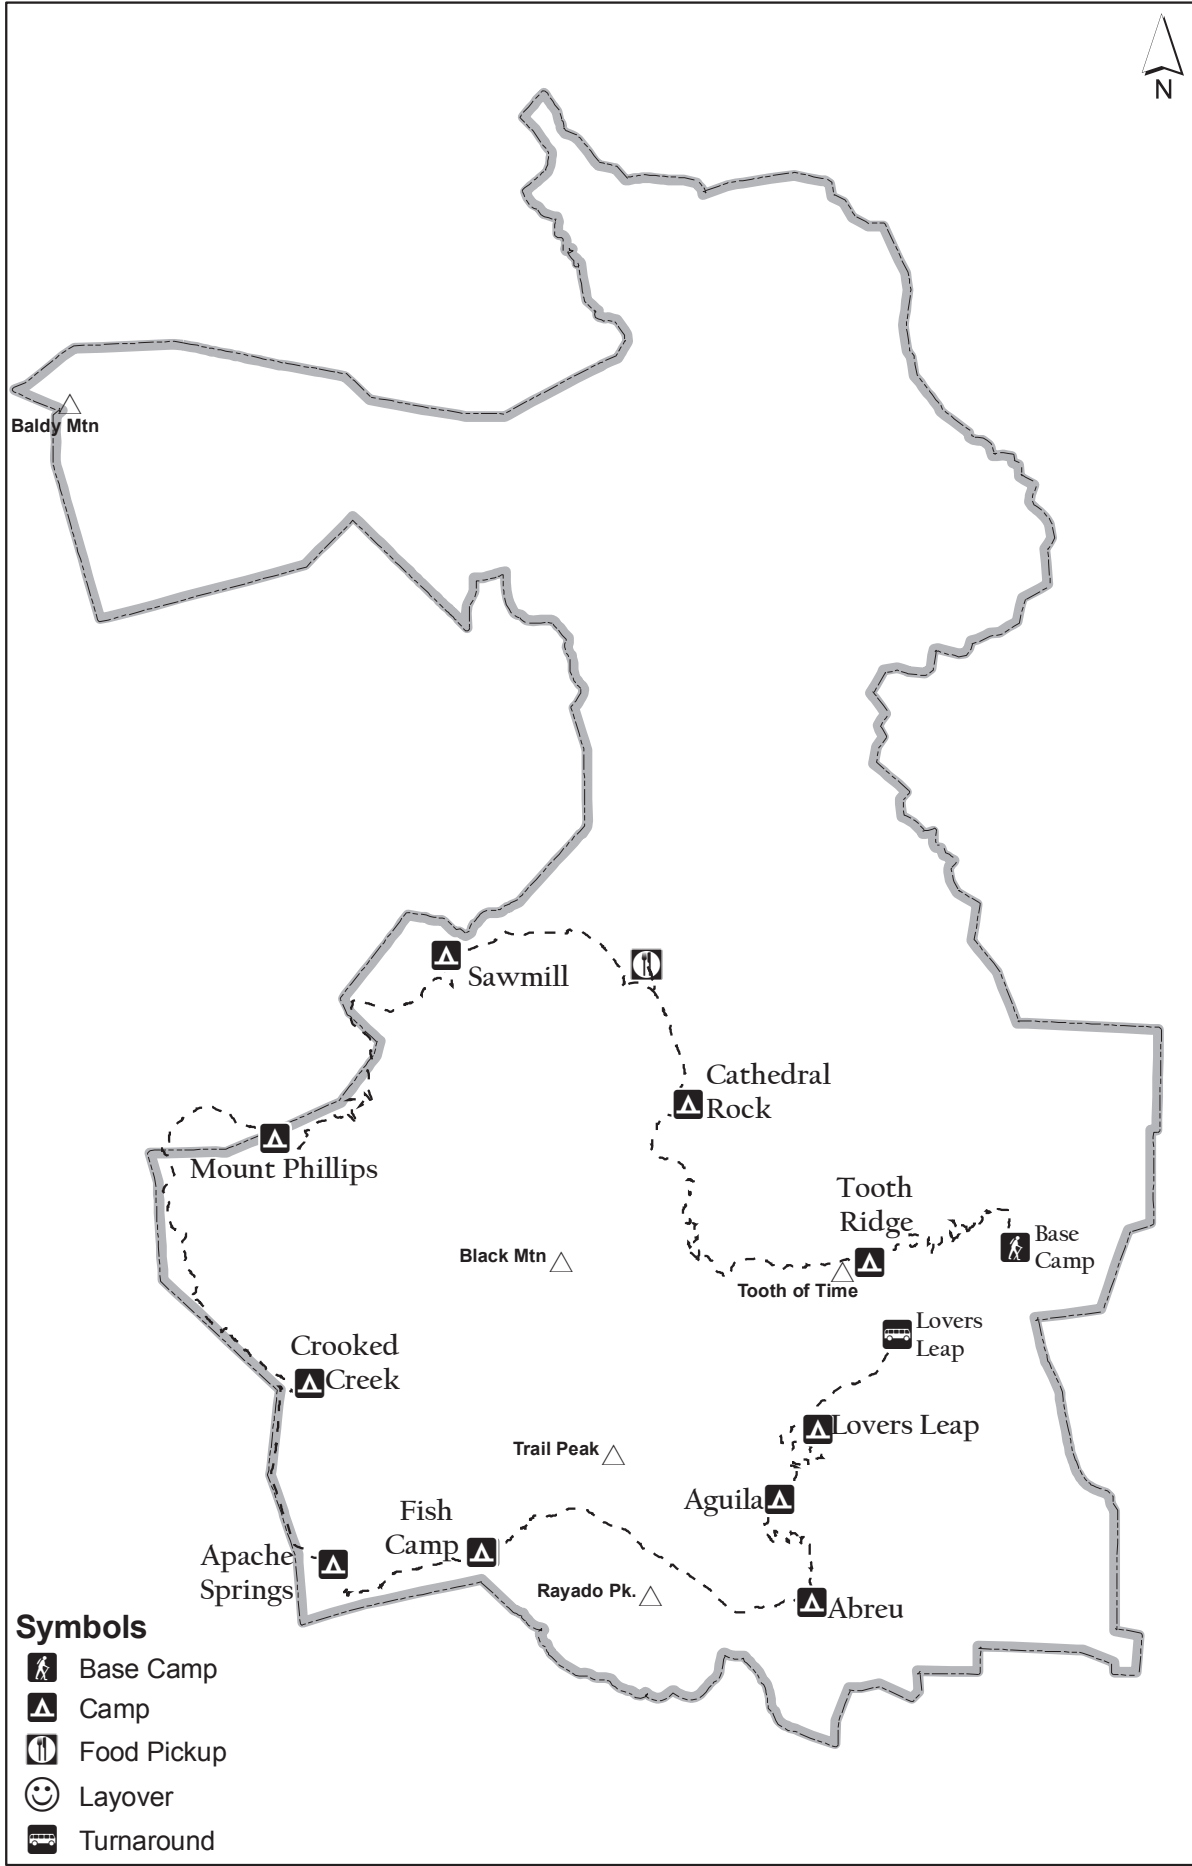 N
Baldy Mtn
Sawmill
Cathedral
Rock
Mount Phillips
Tooth
Ridge
Base
Camp
Black Mtn
Tooth of Time
Lovers
Leap
Crooked
Creek
Lovers Leap
Trail Peak
Aguila
Fish
Camp
Apache
Springs
Rayado Pk.
Abreu
Symbols
Base Camp
Camp
Food Pickup
Layover
Turnaround